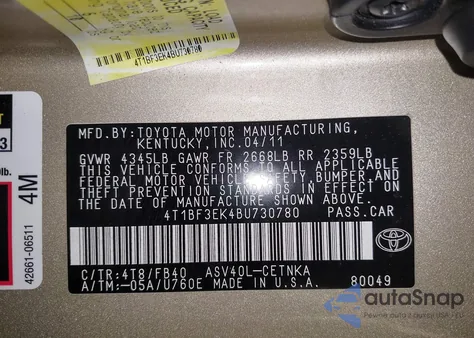 4T1BF3EK4BU730780
MFD.BY:TOYOTA MOTOR MANUFACTURING,
KENTUCKY,INC.04/11
GVWR 4345LB GAWR FR 2668LB RR 2359LB
THIS VEHICLE CONFORMS TO ALL APPLICABLE
FEDERAL MOTOR VEHICLE SAFETY,BUMPER,AND
THEFT PREVENTION STANDARDS IN EFFECT ON
THE DATE OF MANUFACTURE SHOWN ABOVE.
4T1BF3EK4BU730780 PASS.CAR
C/TR:4T8/FB40 ASV40L-CETNKA
A/TM:-05A/U760E MADE IN U.S.A. 80049
TOYOTA
3
lb.
4M
42661-06511
autoSnap